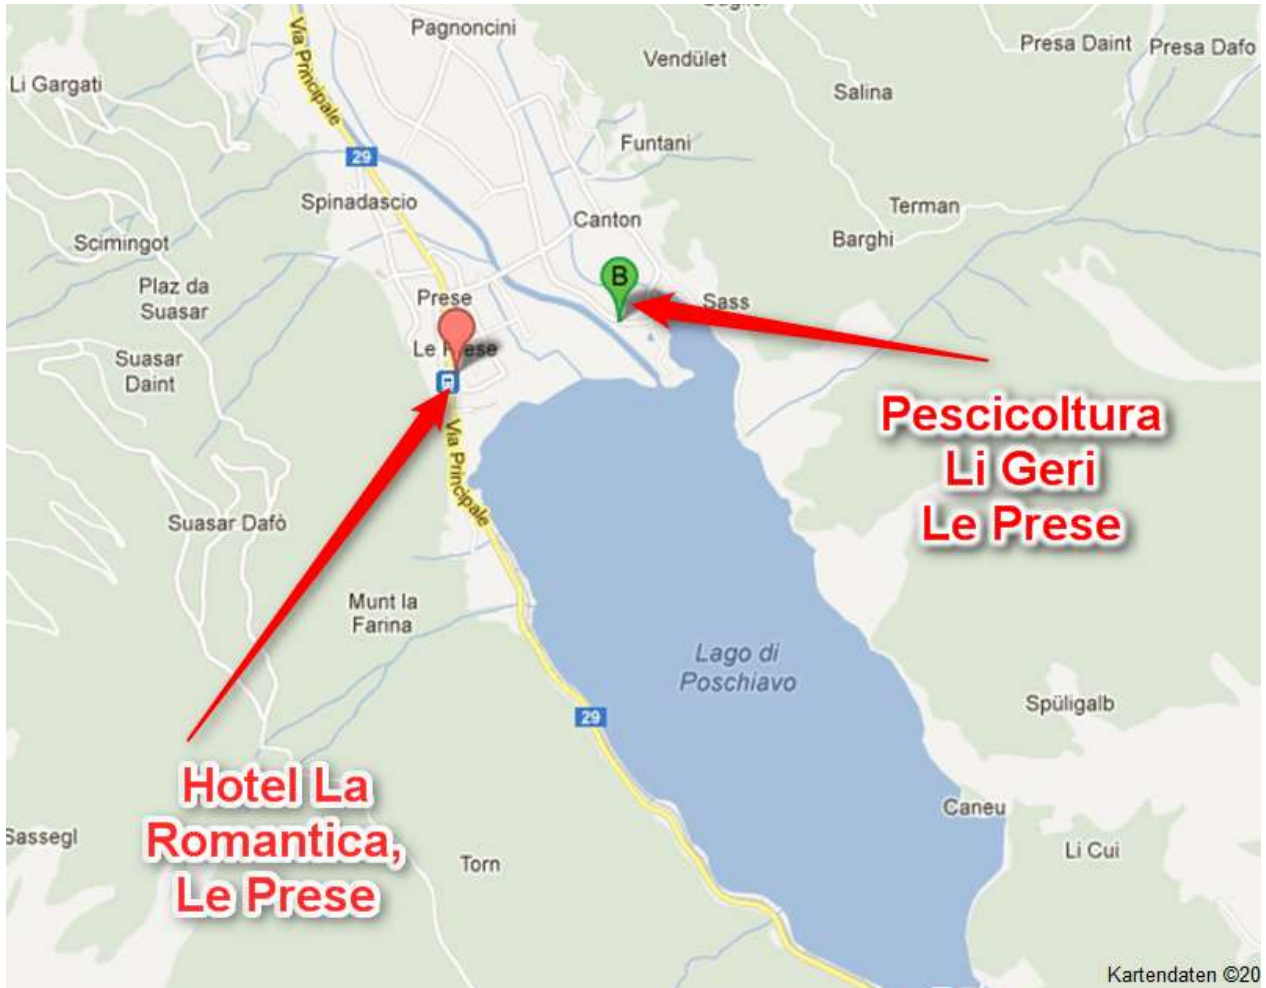 Pagnoncini
Vendület
Presa Daint
Presa Dafo
Li Gargati
Via Principale
Salina
29
Funtani
Spinadascio
Canton
Terman
Scimingot
Barghi
Plaz da
Suasar
B
Prese
Sass
Le Prese
Suasar
Daint
Pescicoltura
Li Geri
Le Prese
Via Principale
Suasar Dafò
Munt la
Farina
Lago di
Poschiavo
Spüligalb
29
Hotel La
Romantica,
Le Prese
Caneu
Sassegl
Li Cui
Torn
Kartendaten ©20